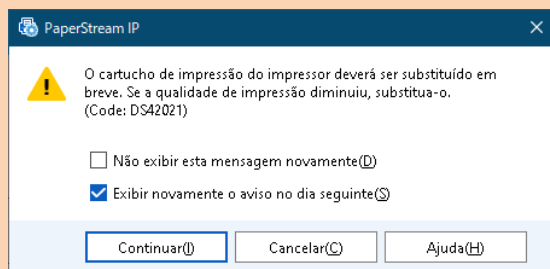 PaperStream IP
O cartucho de impressão do impressor deverá ser substituído em
breve. Se a qualidade de impressão diminuiu, substitua-o.
(Code: DS42021)
Não exibir esta mensagem novamente(D)
Exibir novamente o aviso no dia seguinte(S)
Continuar(I)
Cancelar(C)
Ajuda(H)